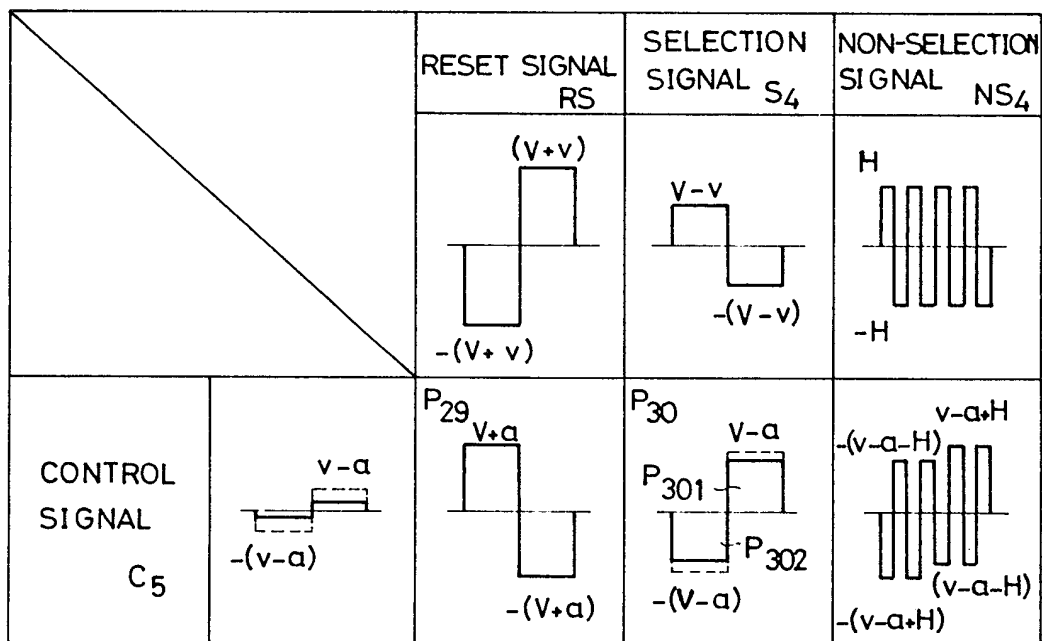 RESET SIGNAL
RS
SELECTION
SIGNAL S₄
NON-SELECTION
SIGNAL NS₄
(V+v)
-(V+v)
V-v
-(V-v)
H
-H
CONTROL
SIGNAL
C₅
v-a
-(v-a)
P₂₉
V+a
-(V+a)
P₃₀
V-a
P₃₀₁
P₃₀₂
-(V-a)
v-a+H
-(v-a-H)
(v-a-H)
-(v-a+H)